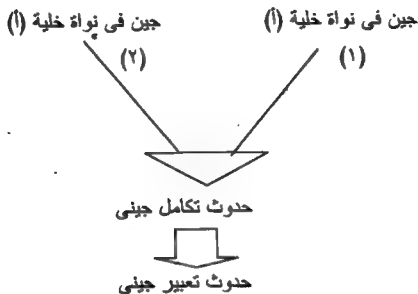 جين فى نواة خلية (أ)
(١)
جين فى نواة خلية (أ)
(٢)
حدوث تكامل جينى
حدوث تعبير جينى